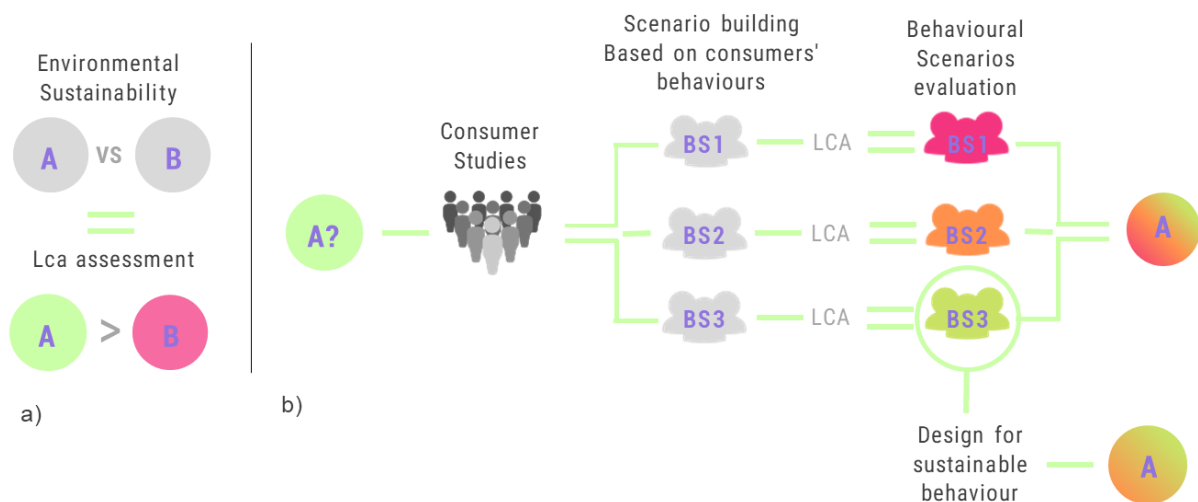 Environmental
Sustainability
A vs B
Lca assessment
A > B
a)
b)
A?
Consumer
Studies
Scenario building
Based on consumers'
behaviours
Behavioural
Scenarios
evaluation
BS1 LCA BS1
BS2 LCA BS2
BS3 LCA BS3
A
Design for
sustainable
behaviour
A